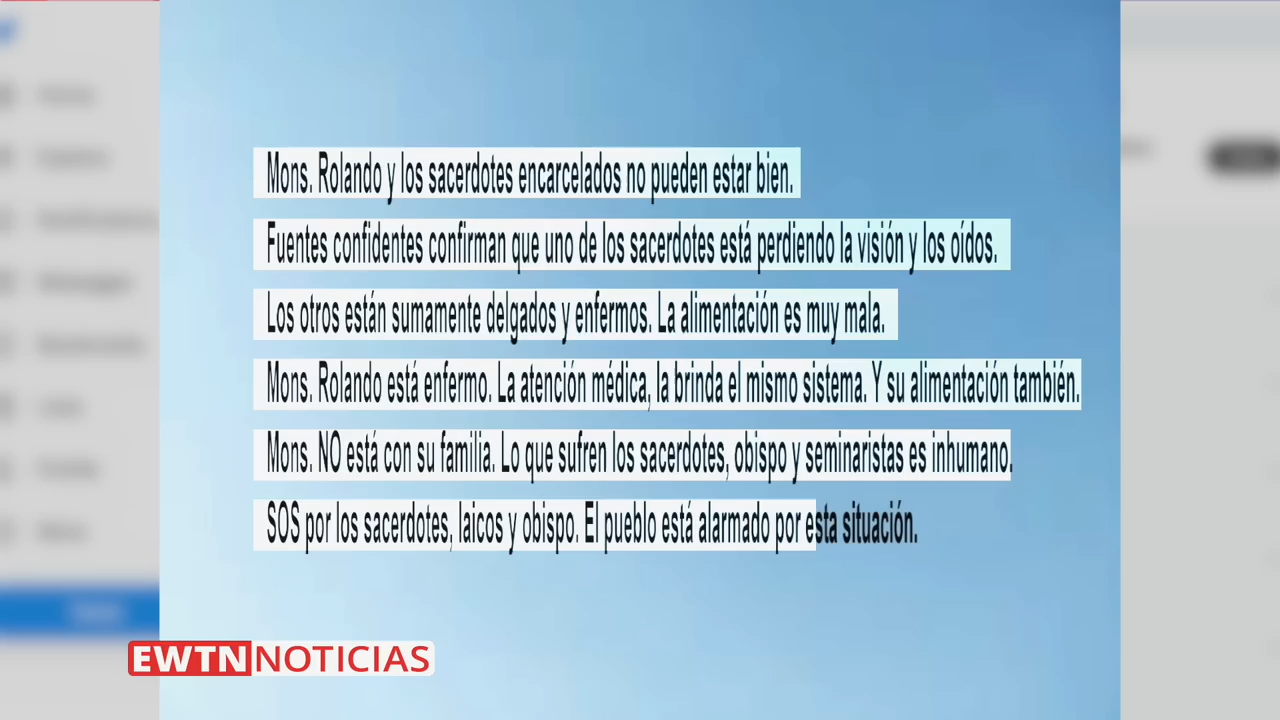 Mons. Rolando y los sacerdotes encarcelados no pueden estar bien.
Fuentes confidentes confirman que uno de los sacerdotes está perdiendo la visión y los oídos.
Los otros están sumamente delgados y enfermos. La alimentación es muy mala.
Mons. Rolando está enfermo. La atención médica, la brinda el mismo sistema. Y su alimentación también.
Mons. NO está con su familia. Lo que sufren los sacerdotes, obispo y seminaristas es inhumano.
SOS por los sacerdotes, laicos y obispo. El pueblo está alarmado por esta situación.
EWTN NOTICIAS